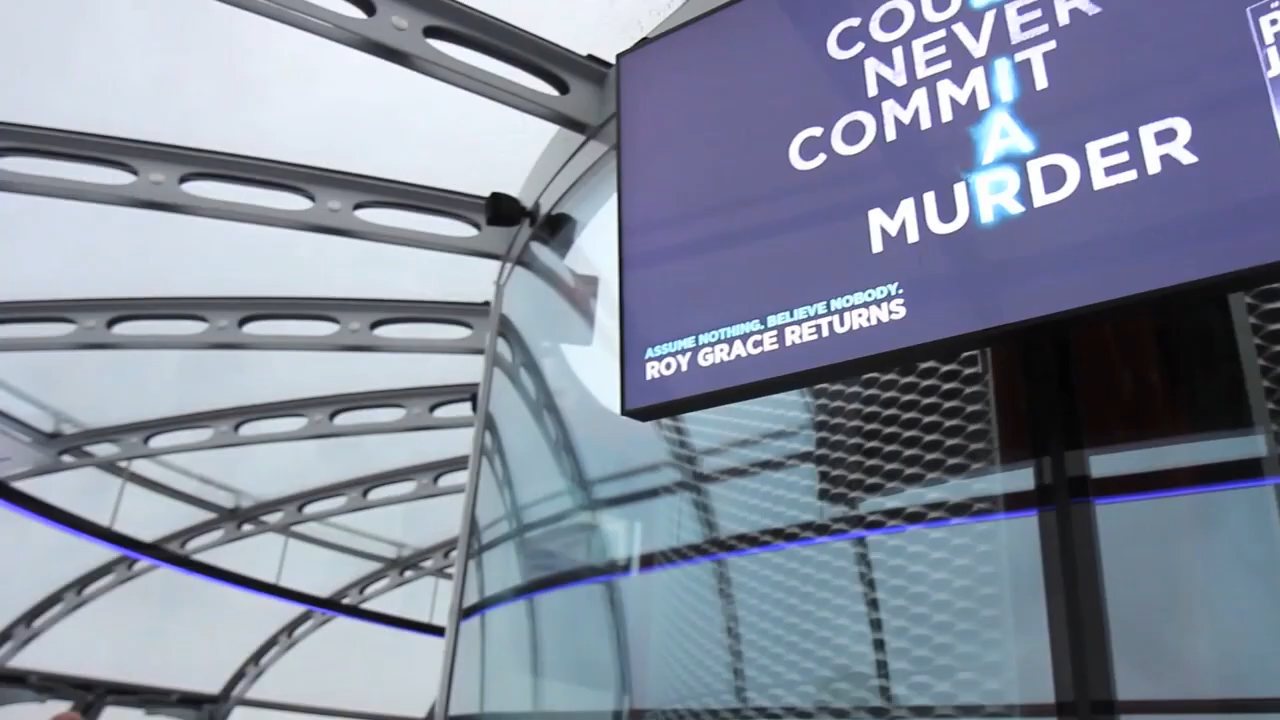 NEVER
COMMIT
A
MURDER
ASSUME NOTHING. BELIEVE NOBODY.
ROY GRACE RETURNS